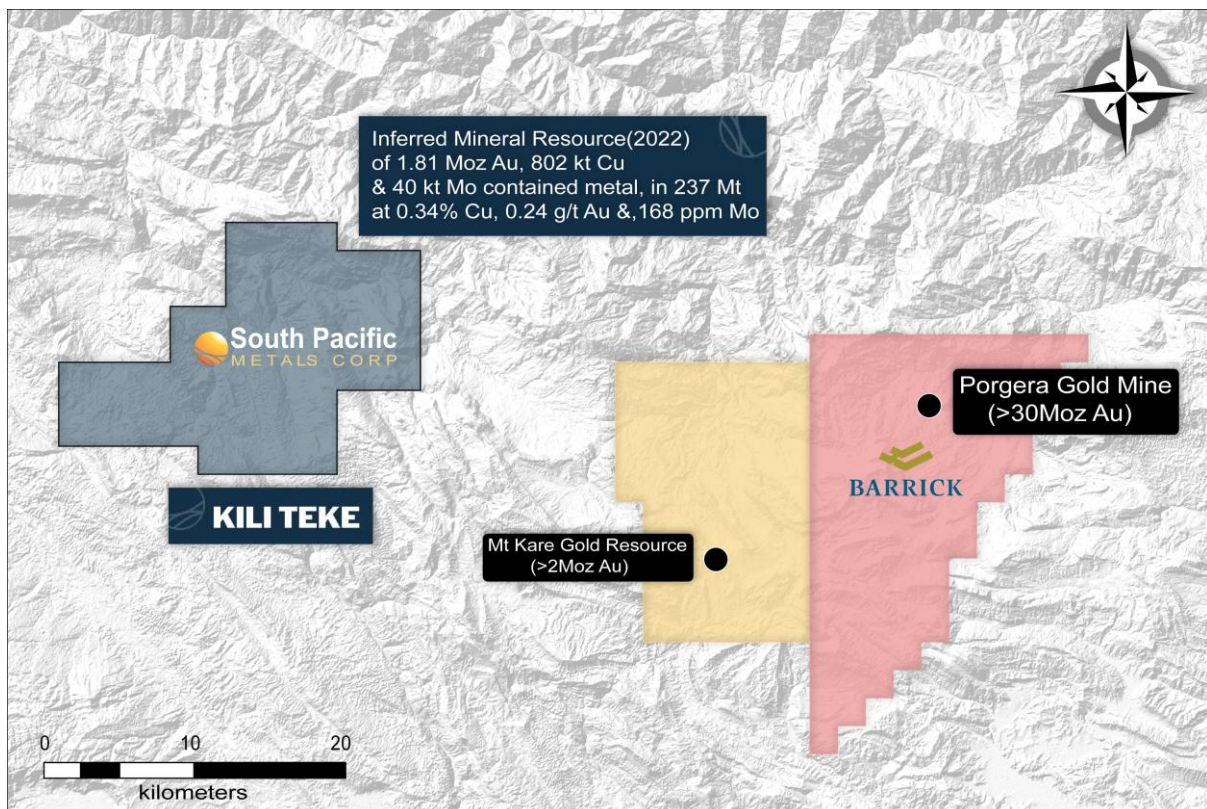 Inferred Mineral Resource(2022)
of 1.81 Moz Au, 802 kt Cu
& 40 kt Mo contained metal, in 237 Mt
at 0.34% Cu, 0.24 g/t Au &,168 ppm Mo
South Pacific
METALS CORP
KILI TEKE
Porgera Gold Mine
(>30Moz Au)
BARRICK
Mt Kare Gold Resource
(>2Moz Au)
0 10 20
kilometers